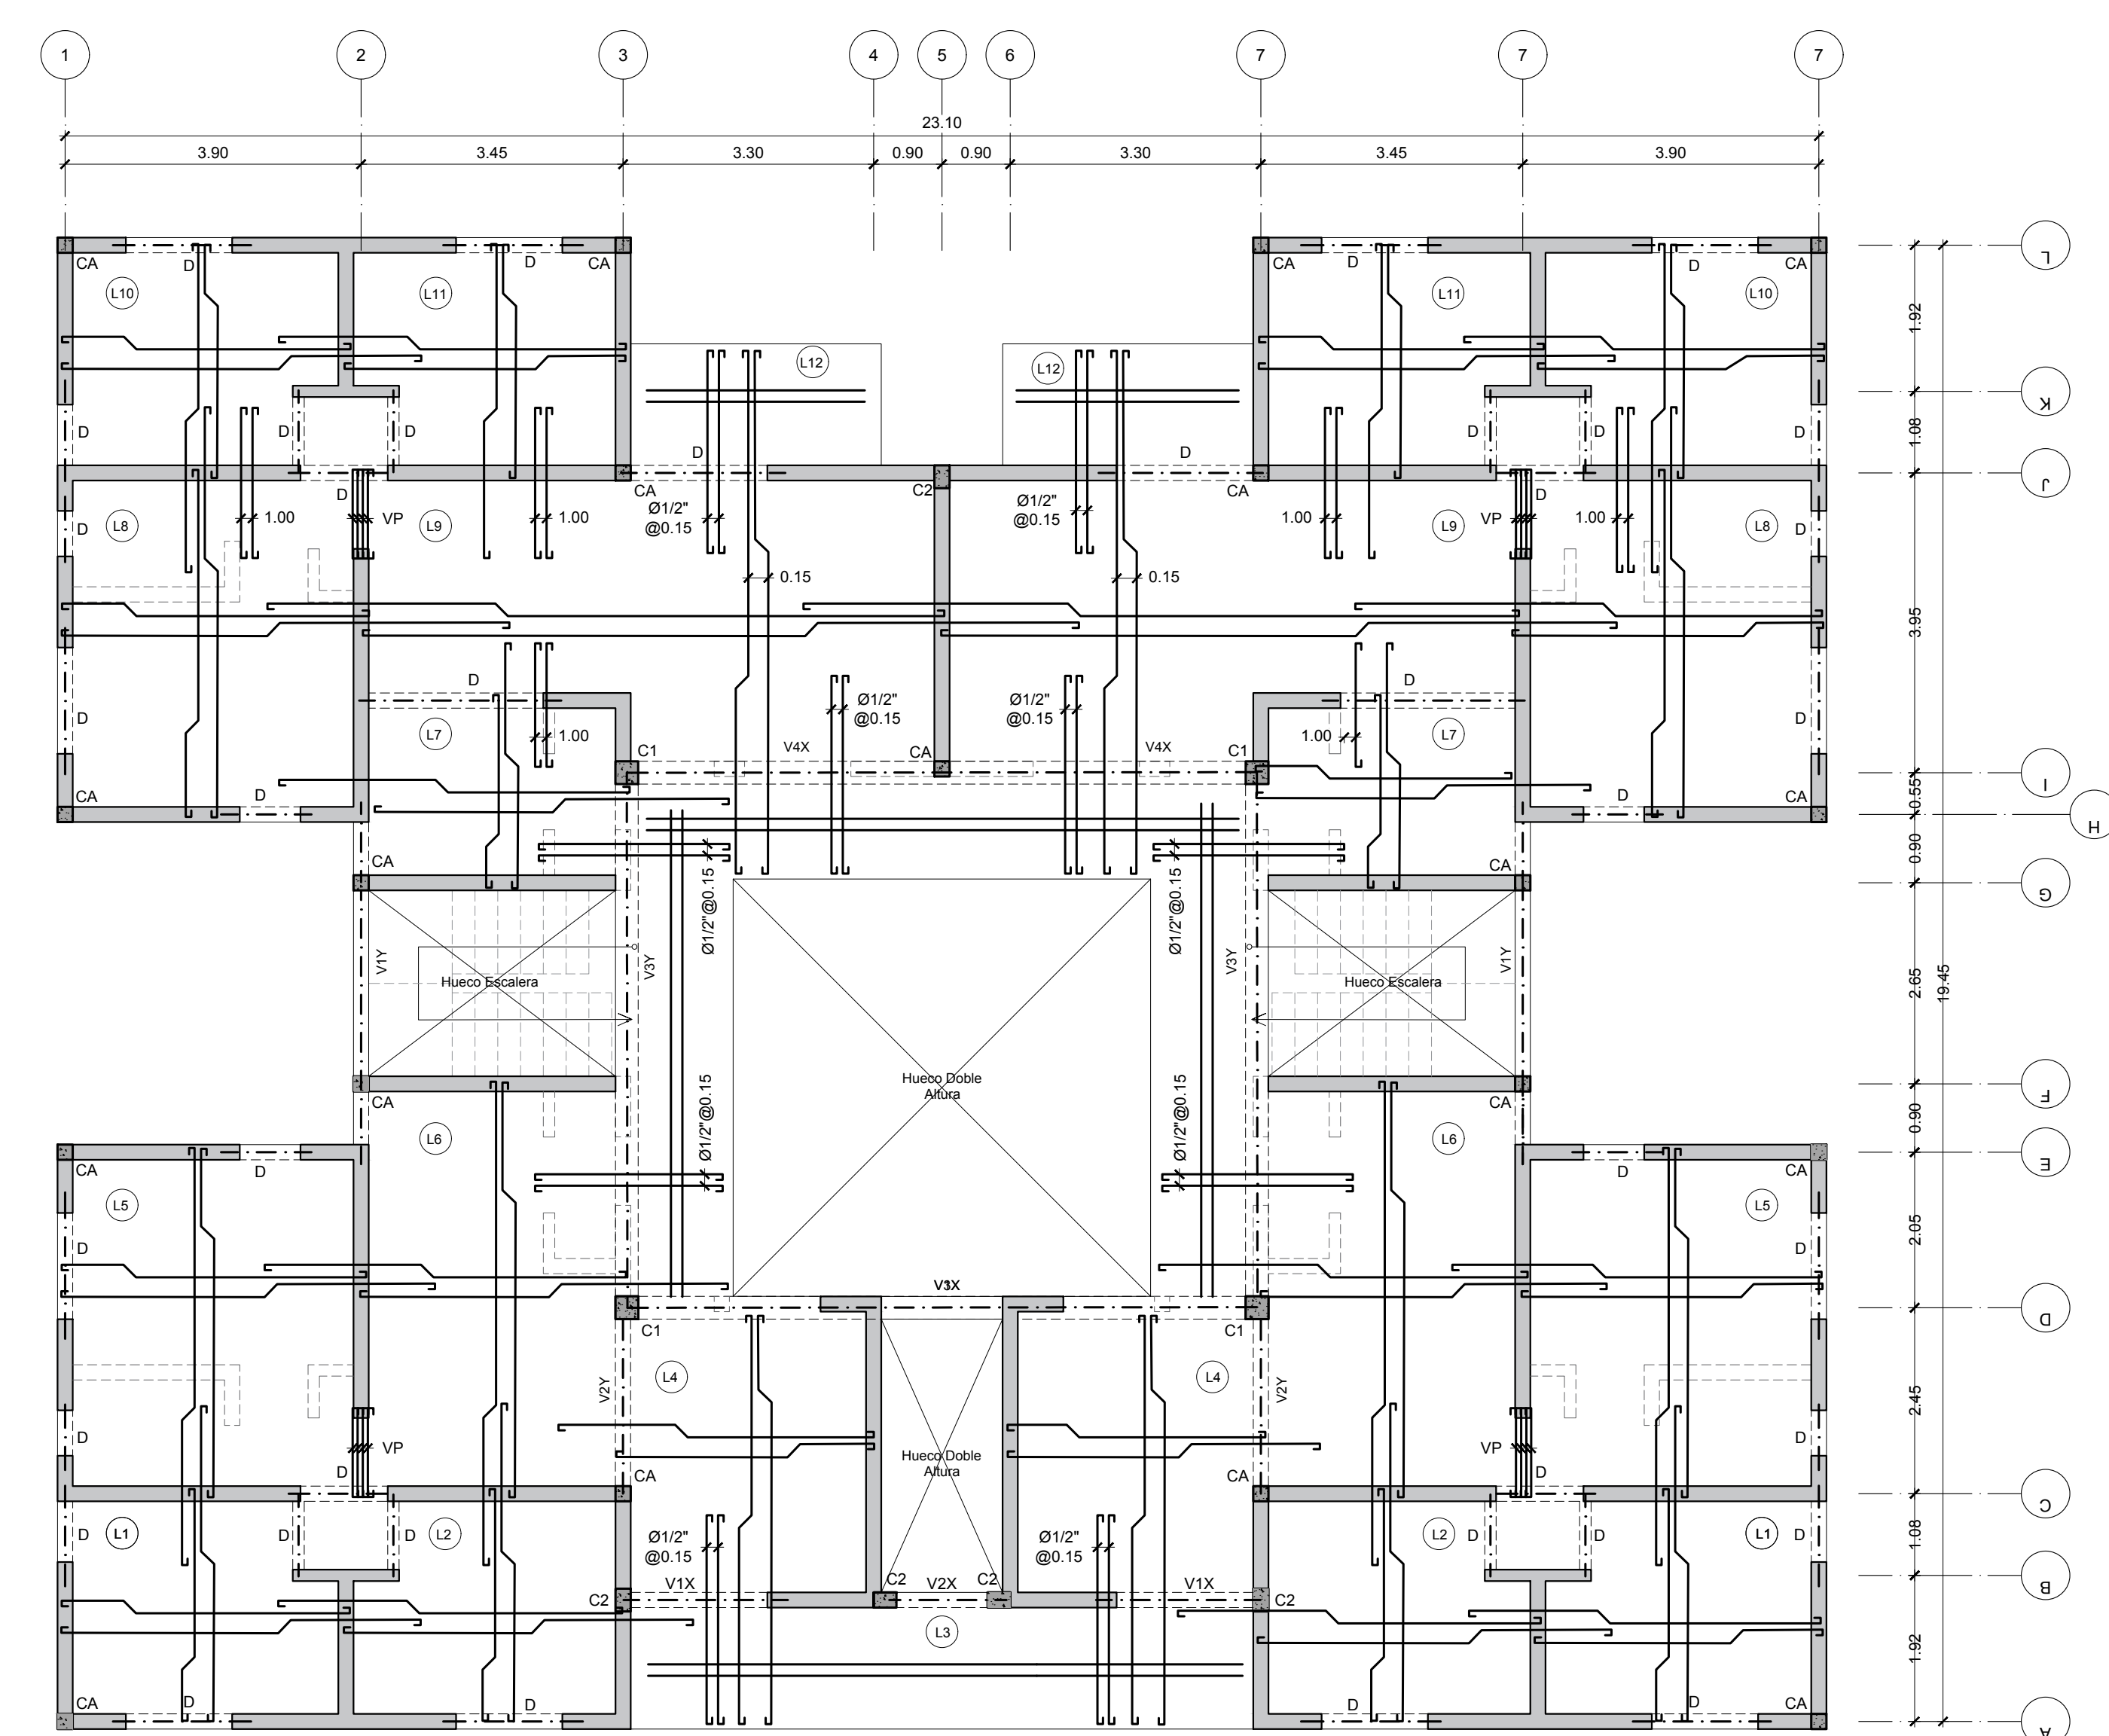 1 2 3 4 5 6 7 7 7
23.10
3.90 3.45 3.30 0.90 0.90 3.30 3.45 3.90
L
CA D D CA CA D D CA
L10 L11 L11 L10
1.92
L12 L12
K
D D D D D D
1.08
D D
J
CA C2 CA
D D
Ø1/2"
@0.15
Ø1/2"
@0.15
L8 1.00 VP L9 1.00 1.00 L9 VP 1.00 L8
D D
0.15 0.15
3.95
D D
Ø1/2"
@0.15
Ø1/2"
@0.15
D D
L7 1.00 1.00 L7
C1 V4X CA V4X C1
I
0.55
CA D D CA
H
0.90
CA CA
G
Ø1/2"@0.15 Ø1/2"@0.15
V1Y V3Y V3Y V1Y
Hueco Escalera Hueco Escalera
2.65
19.45
Hueco Doble
Altura
F
CA CA
Ø1/2"@0.15 Ø1/2"@0.15
0.90
L6 L6
E
CA D D CA
L5 L5
D D
2.05
V3X
D
C1 C1
L4 L4
V2Y V2Y
2.45
D VP VP D
Hueco Doble
Altura
D CA CA D
C
L1 D D D L2 L2 D D D L1
Ø1/2"
@0.15
Ø1/2"
@0.15
1.08
B
C2 V1X C2 V2X C2 V1X C2
L3
1.92
CA D D D D CA
A